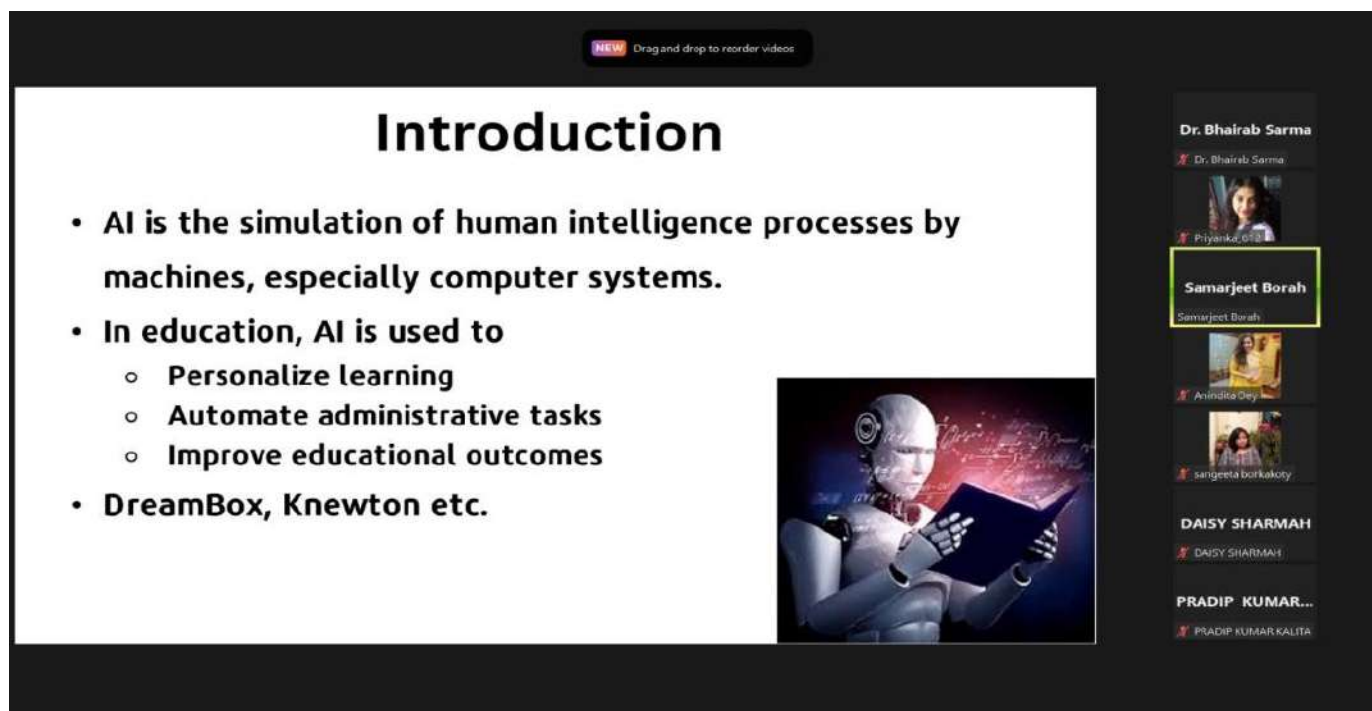 NEW Drag and drop to reorder videos
Introduction
• AI is the simulation of human intelligence processes by
machines, especially computer systems.
• In education, AI is used to
○ Personalize learning
○ Automate administrative tasks
○ Improve educational outcomes
• DreamBox, Knewton etc.
Dr. Bhairab Sarma
Dr. Bhairab Sarma
Priyanka_012
Samarjeet Borah
Samarjeet Borah
Anindita Dey
sangeeta borkakoty
DAISY SHARMAH
DAISY SHARMAH
PRADIP KUMAR...
PRADIP KUMAR KALITA